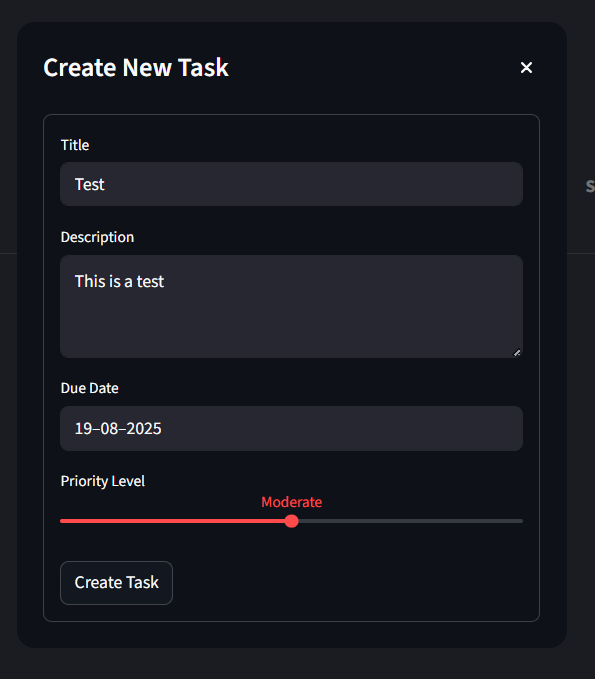 Create New Task
Title
Test
Description
This is a test
Due Date
19–08–2025
Priority Level
Moderate
Create Task